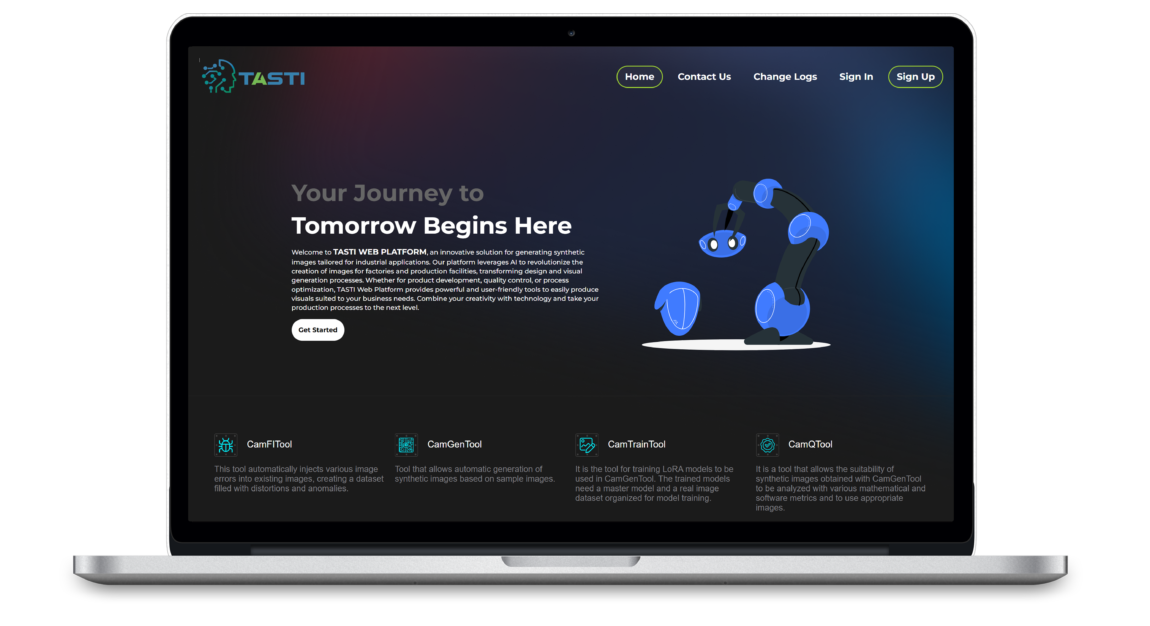 TASTI
Home
Contact Us
Change Logs
Sign In
Sign Up
Your Journey to
Tomorrow Begins Here
Welcome to TASTI WEB PLATFORM, an innovative solution for generating synthetic
images tailored for industrial applications. Our platform leverages AI to revolutionize the
creation of images for factories and production facilities, transforming design and visual
generation processes. Whether for product development, quality control, or process
optimization, TASTI Web Platform provides powerful and user-friendly tools to easily produce
visuals suited to your business needs. Combine your creativity with technology and take your
production processes to the next level.
Get Started
CamFITool
This tool automatically injects various image
errors into existing images, creating a dataset
filled with distortions and anomalies.
CamGenTool
Tool that allows automatic generation of
synthetic images based on sample images.
CamTrainTool
It is the tool for training LoRA models to be
used in CamGenTool. The trained models
need a master model and a real image
dataset organized for model training.
CamQTool
It is a tool that allows the suitability of
synthetic images obtained with CamGenTool
to be analyzed with various mathematical and
software metrics and to use appropriate
images.